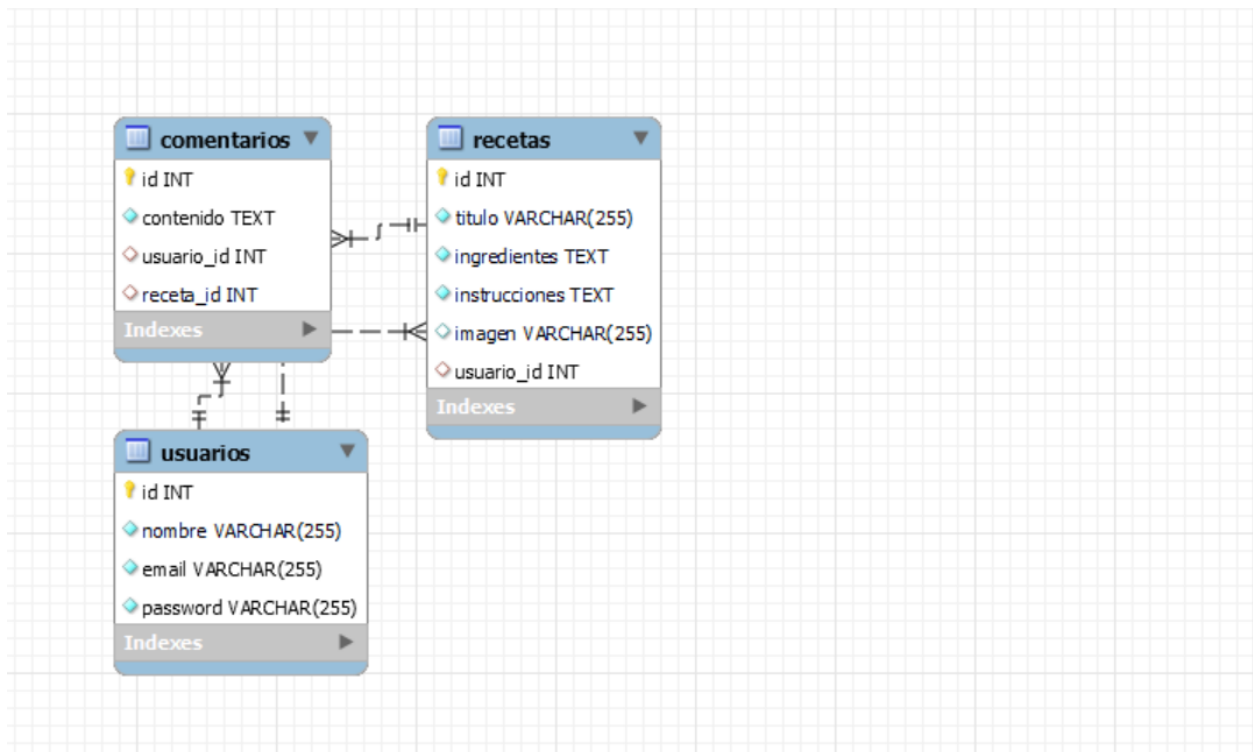 comentarios
id INT
contenido TEXT
usuario_id INT
receta_id INT
Indexes
recetas
id INT
titulo VARCHAR(255)
ingredientes TEXT
instrucciones TEXT
imagen VARCHAR(255)
usuario_id INT
Indexes
usuarios
id INT
nombre VARCHAR(255)
email VARCHAR(255)
password VARCHAR(255)
Indexes